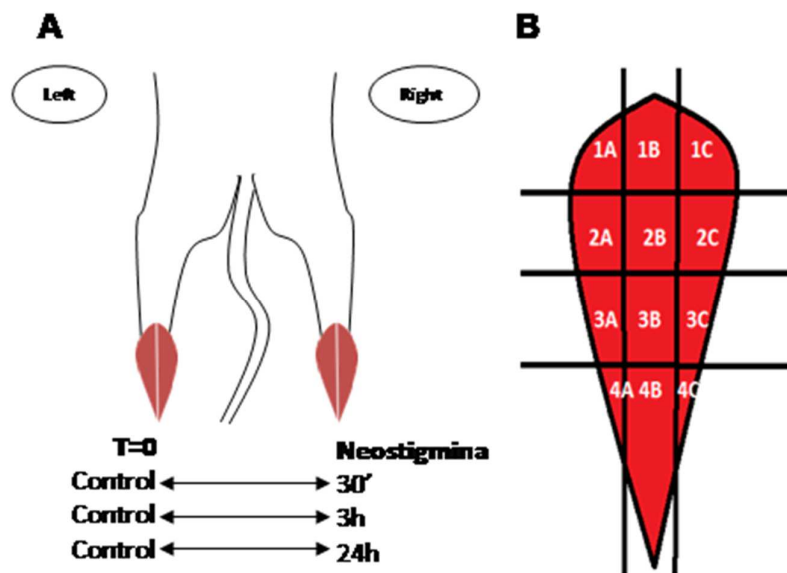 A
Left
Right
T=0
Neostigmina
Control
30′
Control
3h
Control
24h
B
1A 1B 1C
2A 2B 2C
3A 3B 3C
4A 4B 4C